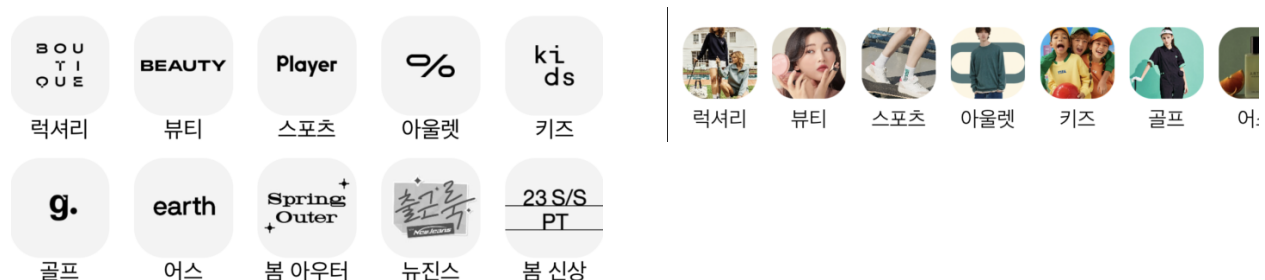 BOU
TI
QUE
BEAUTY
Player
%
ki
ds
럭셔리
뷰티
스포츠
아울렛
키즈
g.
earth
Spring
Outer
출근룩
NewJeans
23 S/S
PT
골프
어스
봄 아우터
뉴진스
봄 신상
럭셔리
뷰티
스포츠
아울렛
키즈
골프